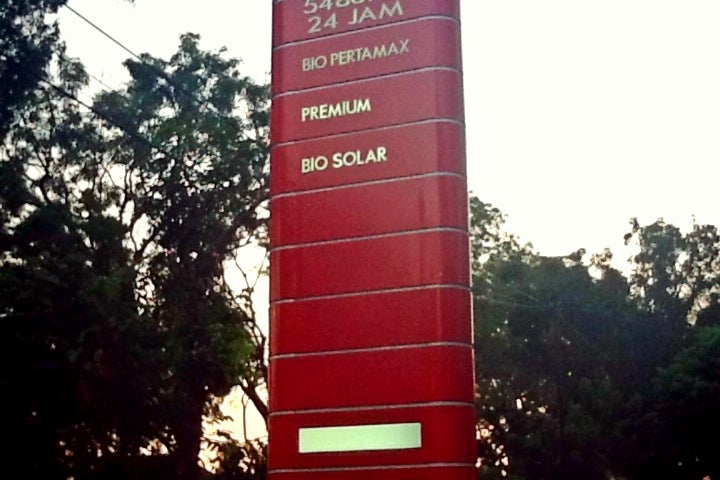 24 JAM
BIO PERTAMAX
PREMIUM
BIO SOLAR